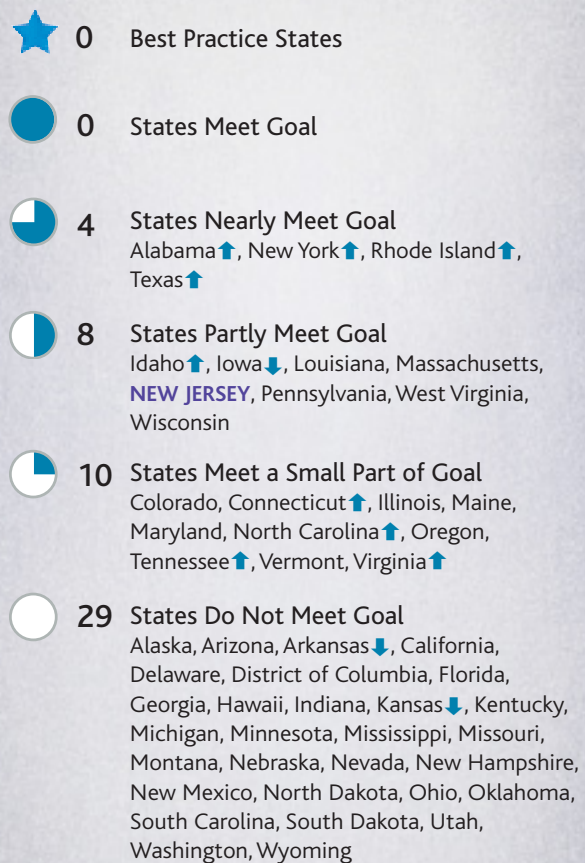 0 Best Practice States
0 States Meet Goal
4 States Nearly Meet Goal
Alabama⬆, New York⬆, Rhode Island⬆,
Texas⬆
8 States Partly Meet Goal
Idaho⬆, Iowa⬇, Louisiana, Massachusetts,
NEW JERSEY, Pennsylvania, West Virginia,
Wisconsin
10 States Meet a Small Part of Goal
Colorado, Connecticut⬆, Illinois, Maine,
Maryland, North Carolina⬆, Oregon,
Tennessee⬆, Vermont, Virginia⬆
29 States Do Not Meet Goal
Alaska, Arizona, Arkansas⬇, California,
Delaware, District of Columbia, Florida,
Georgia, Hawaii, Indiana, Kansas⬇, Kentucky,
Michigan, Minnesota, Mississippi, Missouri,
Montana, Nebraska, Nevada, New Hampshire,
New Mexico, North Dakota, Ohio, Oklahoma,
South Carolina, South Dakota, Utah,
Washington, Wyoming